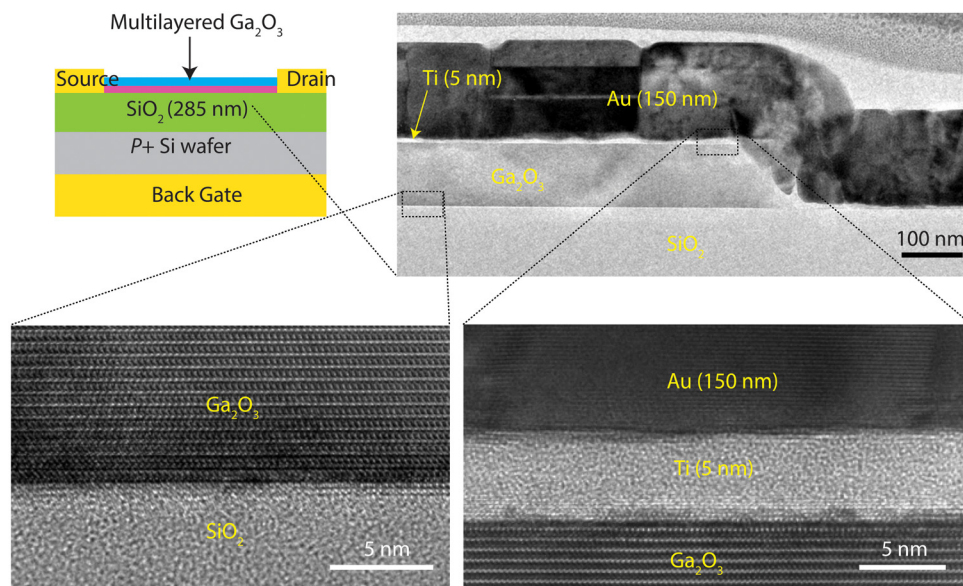 Multilayered Ga₂O₃
Source
Drain
SiO₂ (285 nm)
P+ Si wafer
Back Gate
Ti (5 nm)
Au (150 nm)
Ga₂O₃
SiO₂
100 nm
Ga₂O₃
SiO₂
5 nm
Au (150 nm)
Ti (5 nm)
Ga₂O₃
5 nm